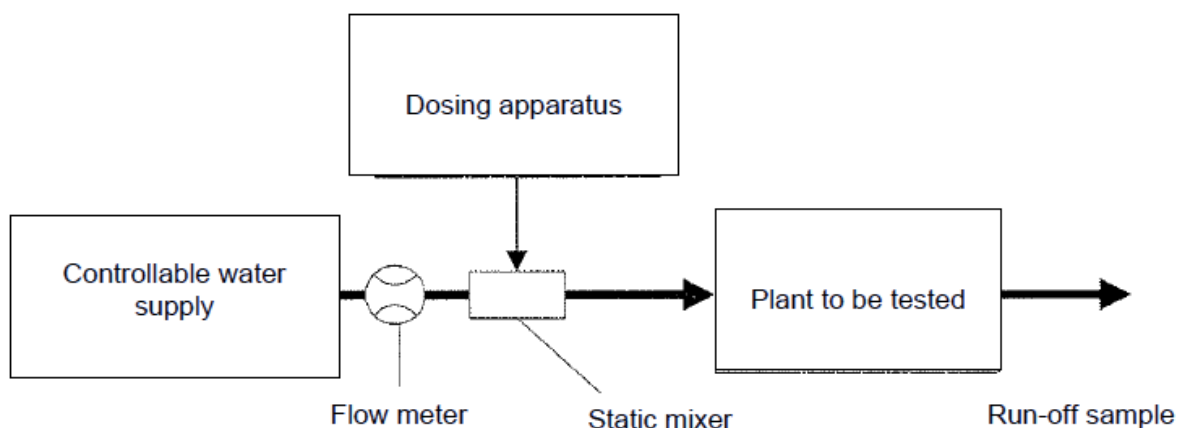 Dosing apparatus
Controllable water
supply
Plant to be tested
Flow meter
Static mixer
Run-off sample